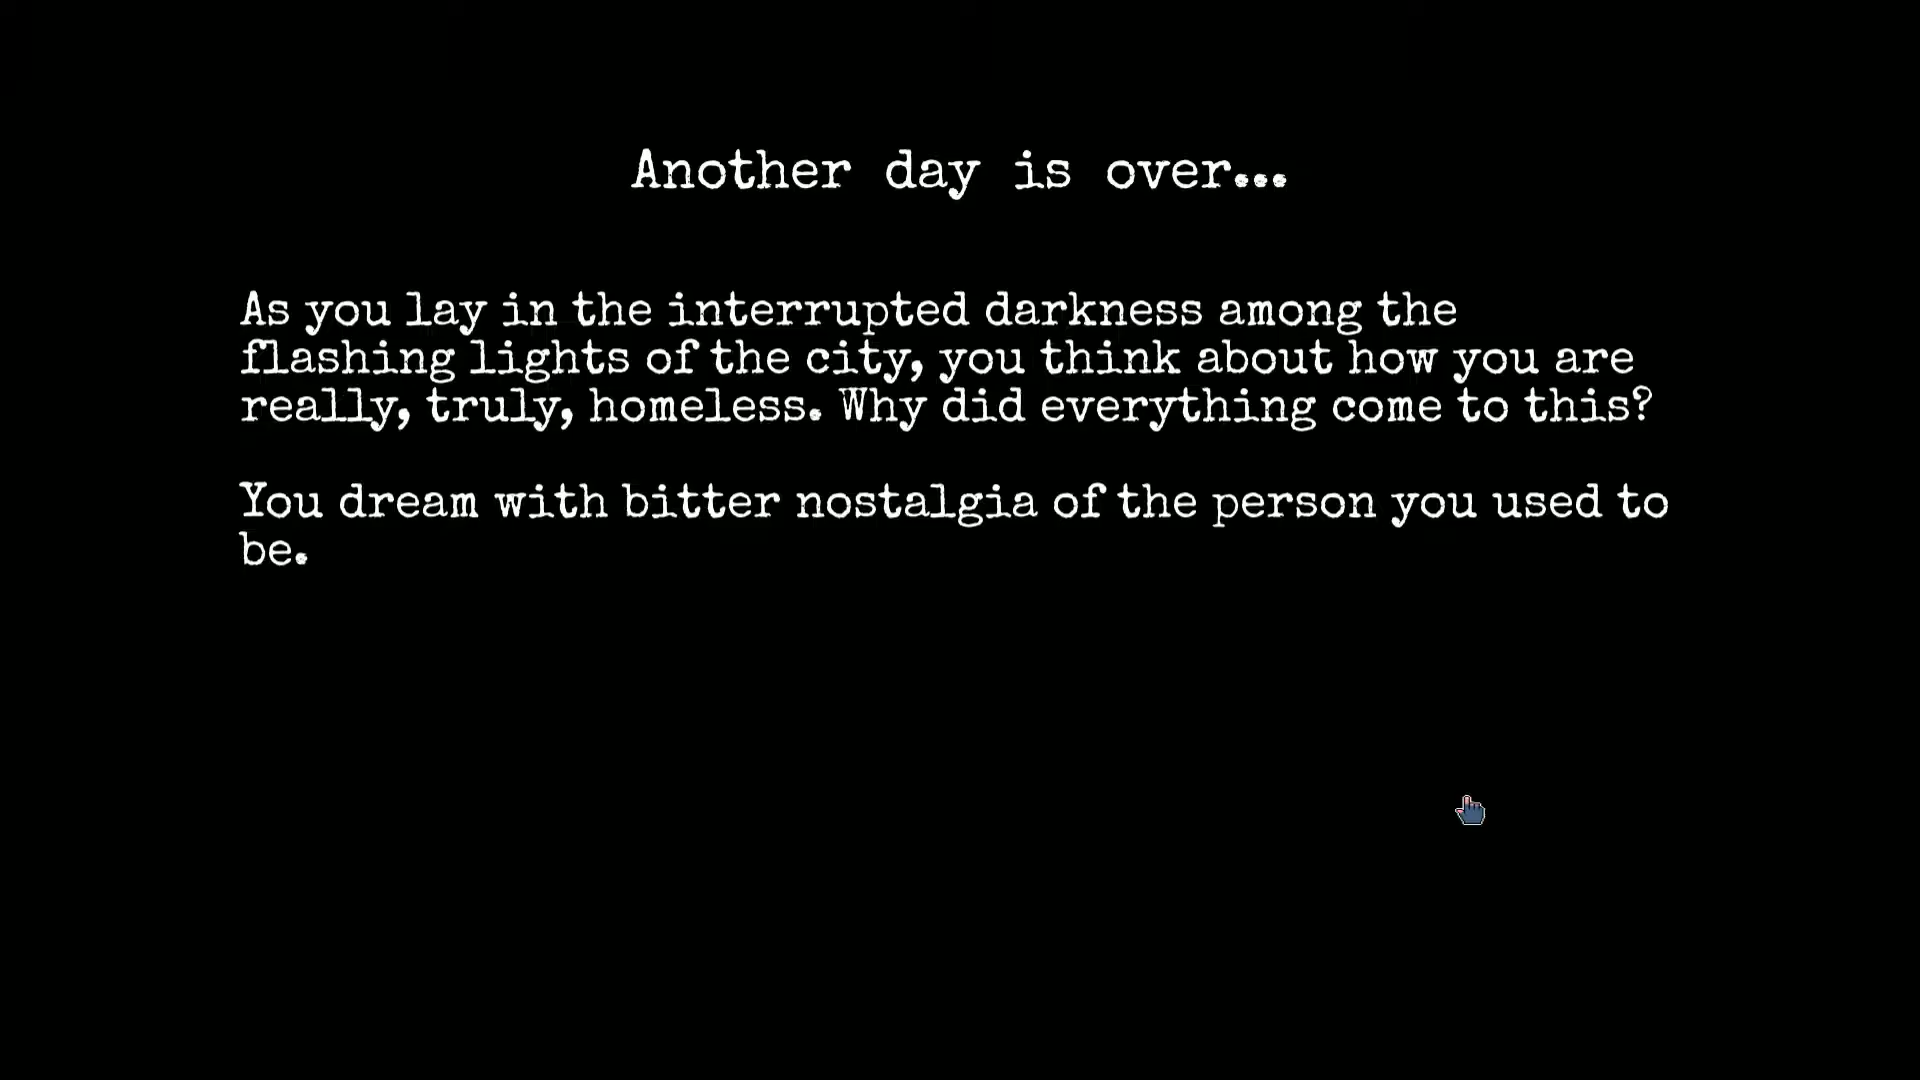 Another day is over...
As you lay in the interrupted darkness among the
flashing lights of the city, you think about how you are
really, truly, homeless. Why did everything come to this?
You dream with bitter nostalgia of the person you used to
be.